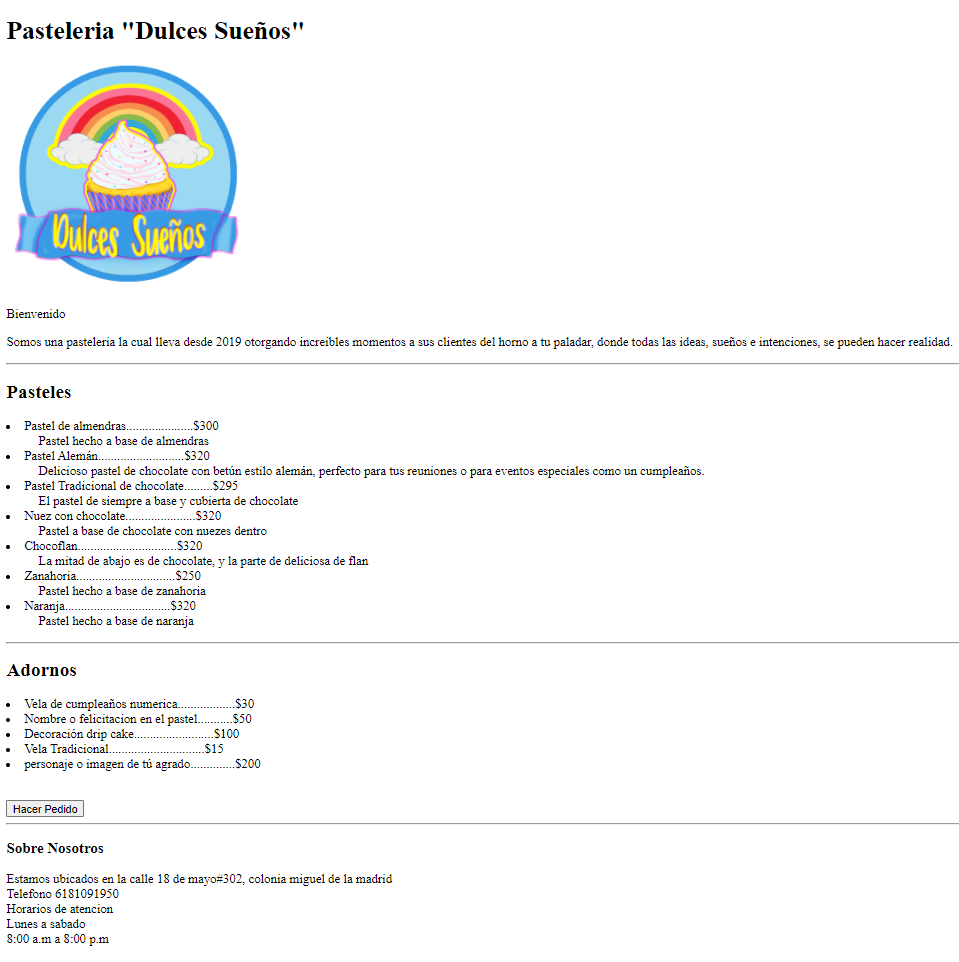 Pasteleria "Dulces Sueños"
Dulces Sueños
Bienvenido
Somos una pasteleria la cual lleva desde 2019 otorgando increibles momentos a sus clientes del horno a tu paladar, donde todas las ideas, sueños e intenciones, se pueden hacer realidad.
Pasteles
Pastel de almendras.....................$300
Pastel hecho a base de almendras
Pastel Alemán...........................$320
Delicioso pastel de chocolate con betún estilo alemán, perfecto para tus reuniones o para eventos especiales como un cumpleaños.
Pastel Tradicional de chocolate.........$295
El pastel de siempre a base y cubierta de chocolate
Nuez con chocolate......................$320
Pastel a base de chocolate con nuezes dentro
Chocoflan...............................$320
La mitad de abajo es de chocolate, y la parte de deliciosa de flan
Zanahoria...............................$250
Pastel hecho a base de zanahoria
Naranja.................................$320
Pastel hecho a base de naranja
Adornos
Vela de cumpleaños numerica..................$30
Nombre o felicitacion en el pastel...........$50
Decoración drip cake.........................$100
Vela Tradicional..............................$15
personaje o imagen de tú agrado..............$200
Hacer Pedido
Sobre Nosotros
Estamos ubicados en la calle 18 de mayo#302, colonia miguel de la madrid
Telefono 6181091950
Horarios de atencion
Lunes a sabado
8:00 a.m a 8:00 p.m